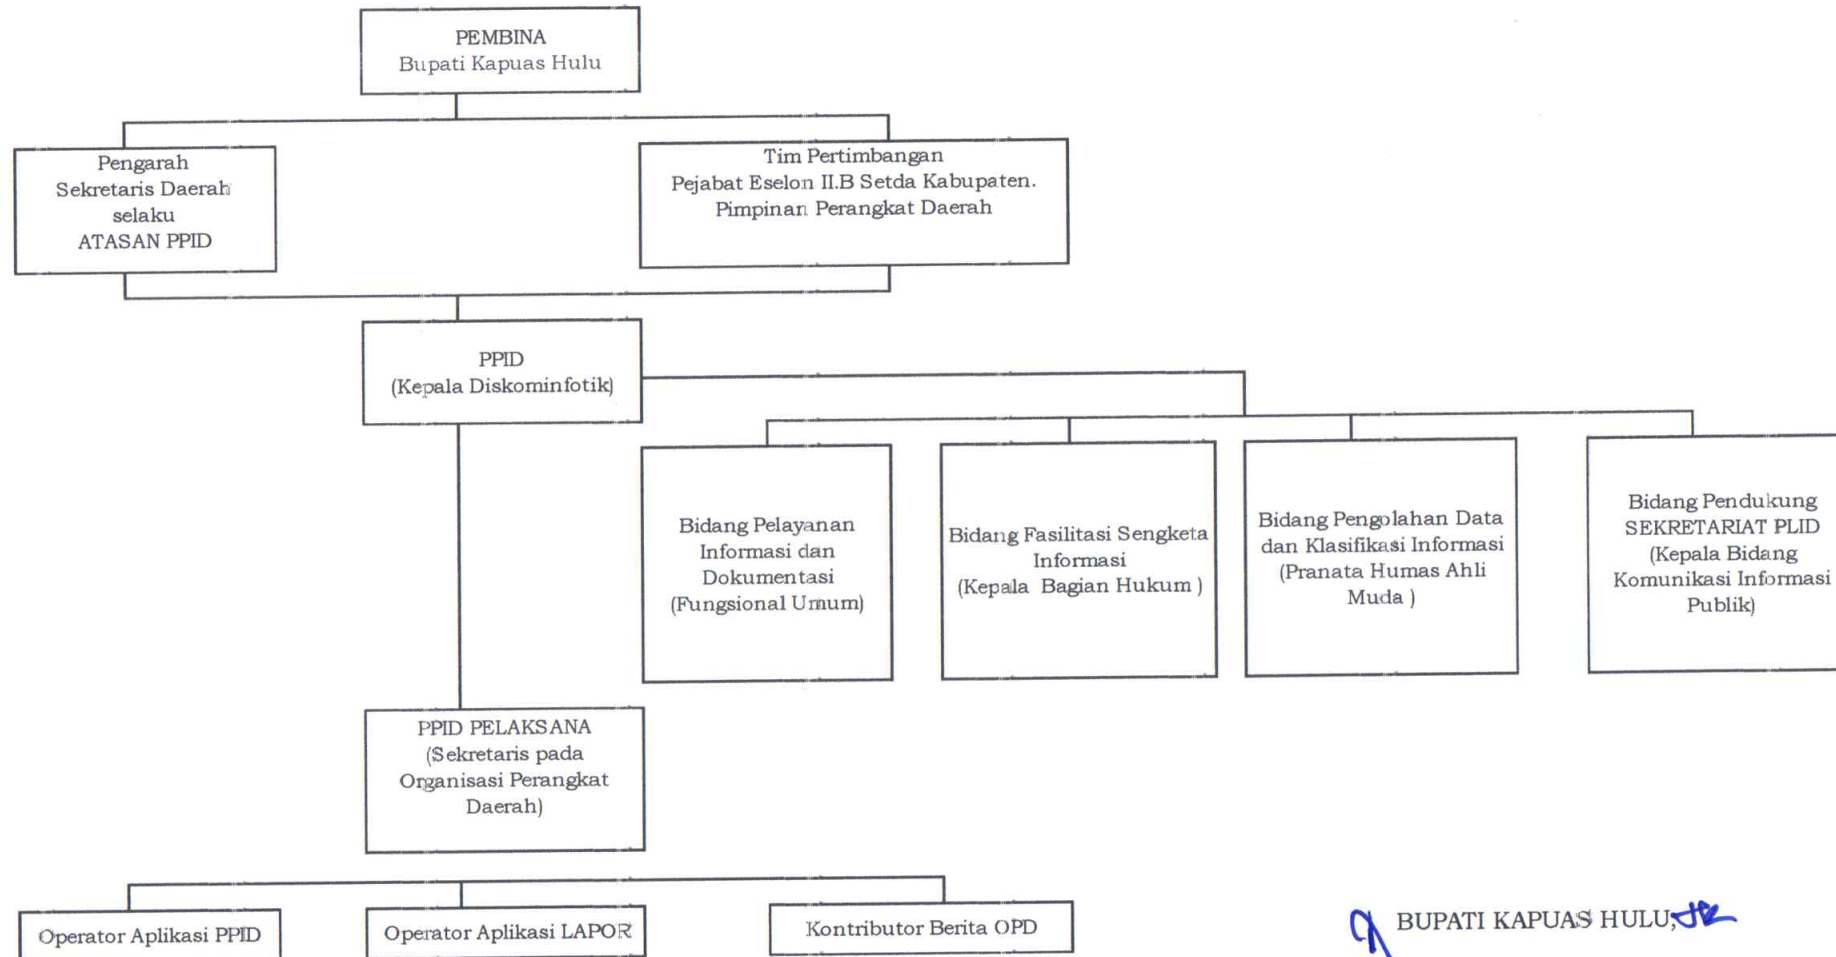 PEMBINA
Bupati Kapuas Hulu
Pengarah
Sekretaris Daerah
selaku
ATASAN PPID
Tim Pertimbangan
Pejabat Eselon II.B Setda Kabupaten.
Pimpinan Perangkat Daerah
PPID
(Kepala Diskominfotik)
Bidang Pelayanan
Informasi dan
Dokumentasi
(Fungsional Umum)
Bidang Fasilitasi Sengketa
Informasi
(Kepala Bagian Hukum )
Bidang Pengolahan Data
dan Klasifikasi Informasi
(Pranata Humas Ahli
Muda )
Bidang Pendukung
SEKRETARIAT PLID
(Kepala Bidang
Komunikasi Informasi
Publik)
PPID PELAKSANA
(Sekretaris pada
Organisasi Perangkat
Daerah)
Operator Aplikasi PPID
Operator Aplikasi LAPOR
Kontributor Berita OPD
BUPATI KAPUAS HULU,